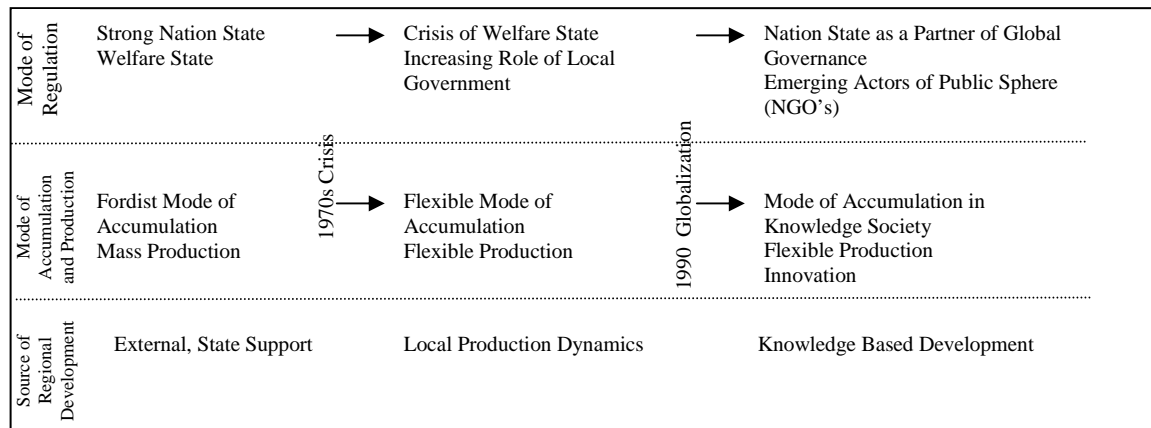 Mode of
Regulation
Strong Nation State
Welfare State
Crisis of Welfare State
Increasing Role of Local
Government
Nation State as a Partner of Global
Governance
Emerging Actors of Public Sphere
(NGO's)
1970s Crisis
1990 Globalization
Mode of
Accumulation
and Production
Fordist Mode of
Accumulation
Mass Production
Flexible Mode of
Accumulation
Flexible Production
Mode of Accumulation in
Knowledge Society
Flexible Production
Innovation
Source of
Regional
Development
External, State Support
Local Production Dynamics
Knowledge Based Development